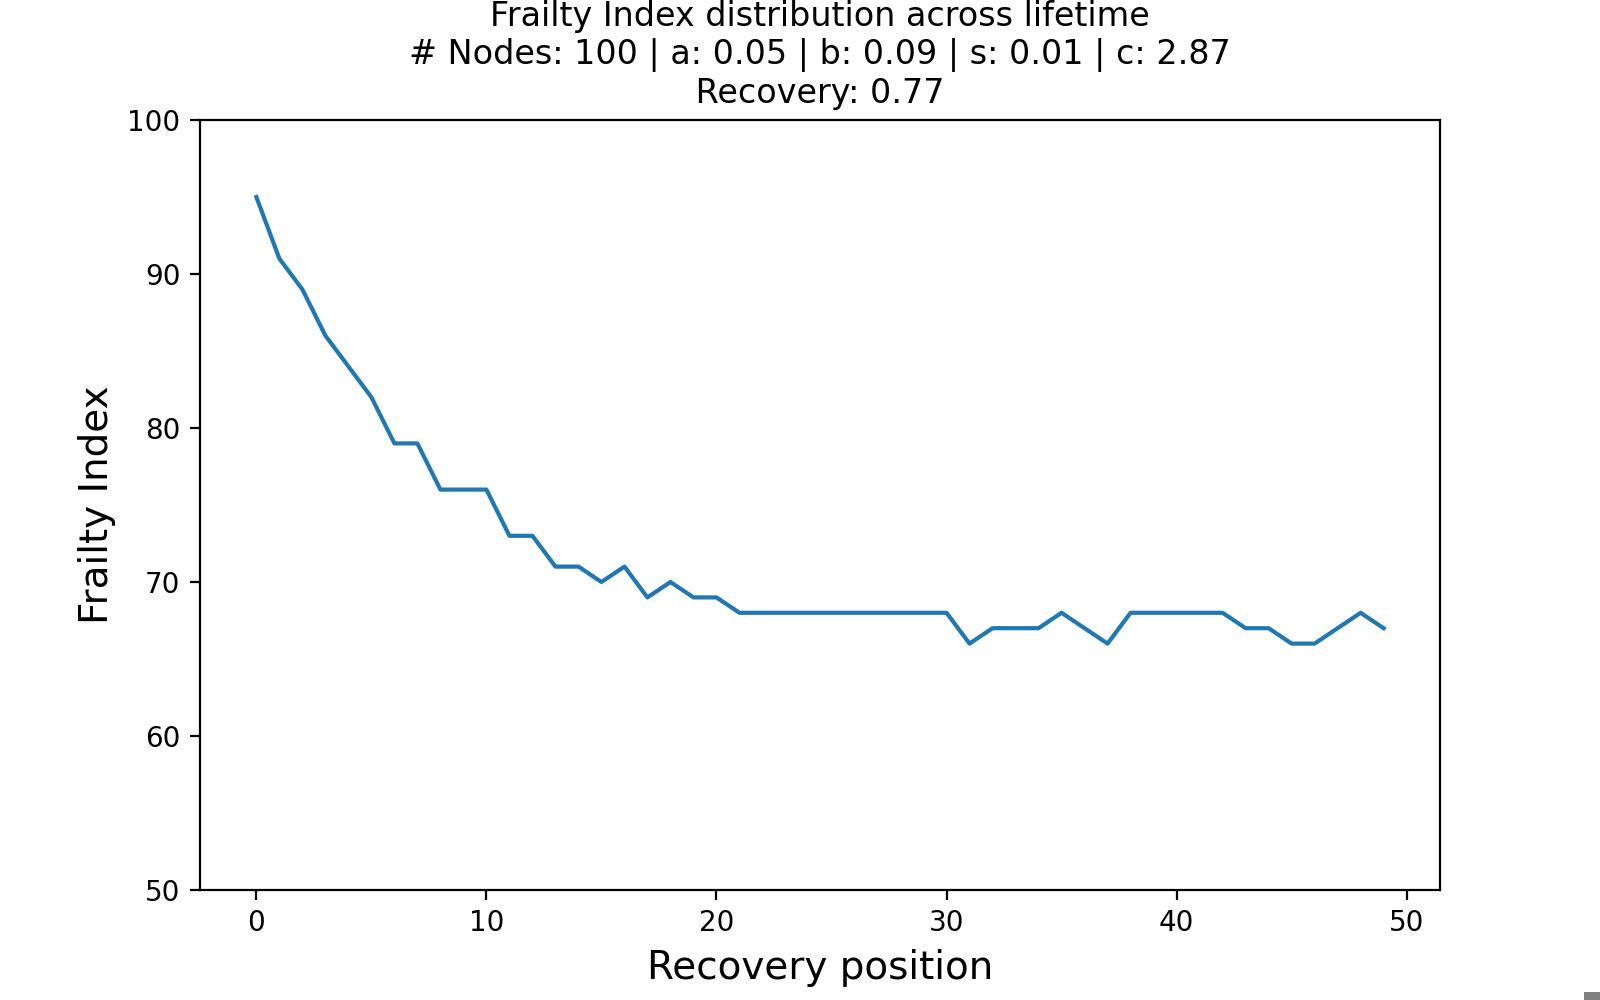 Frailty Index distribution across lifetime
# Nodes: 100 | a: 0.05 | b: 0.09 | s: 0.01 | c: 2.87
Recovery: 0.77
100
90
80
70
60
50
Frailty Index
0 10 20 30 40 50
Recovery position